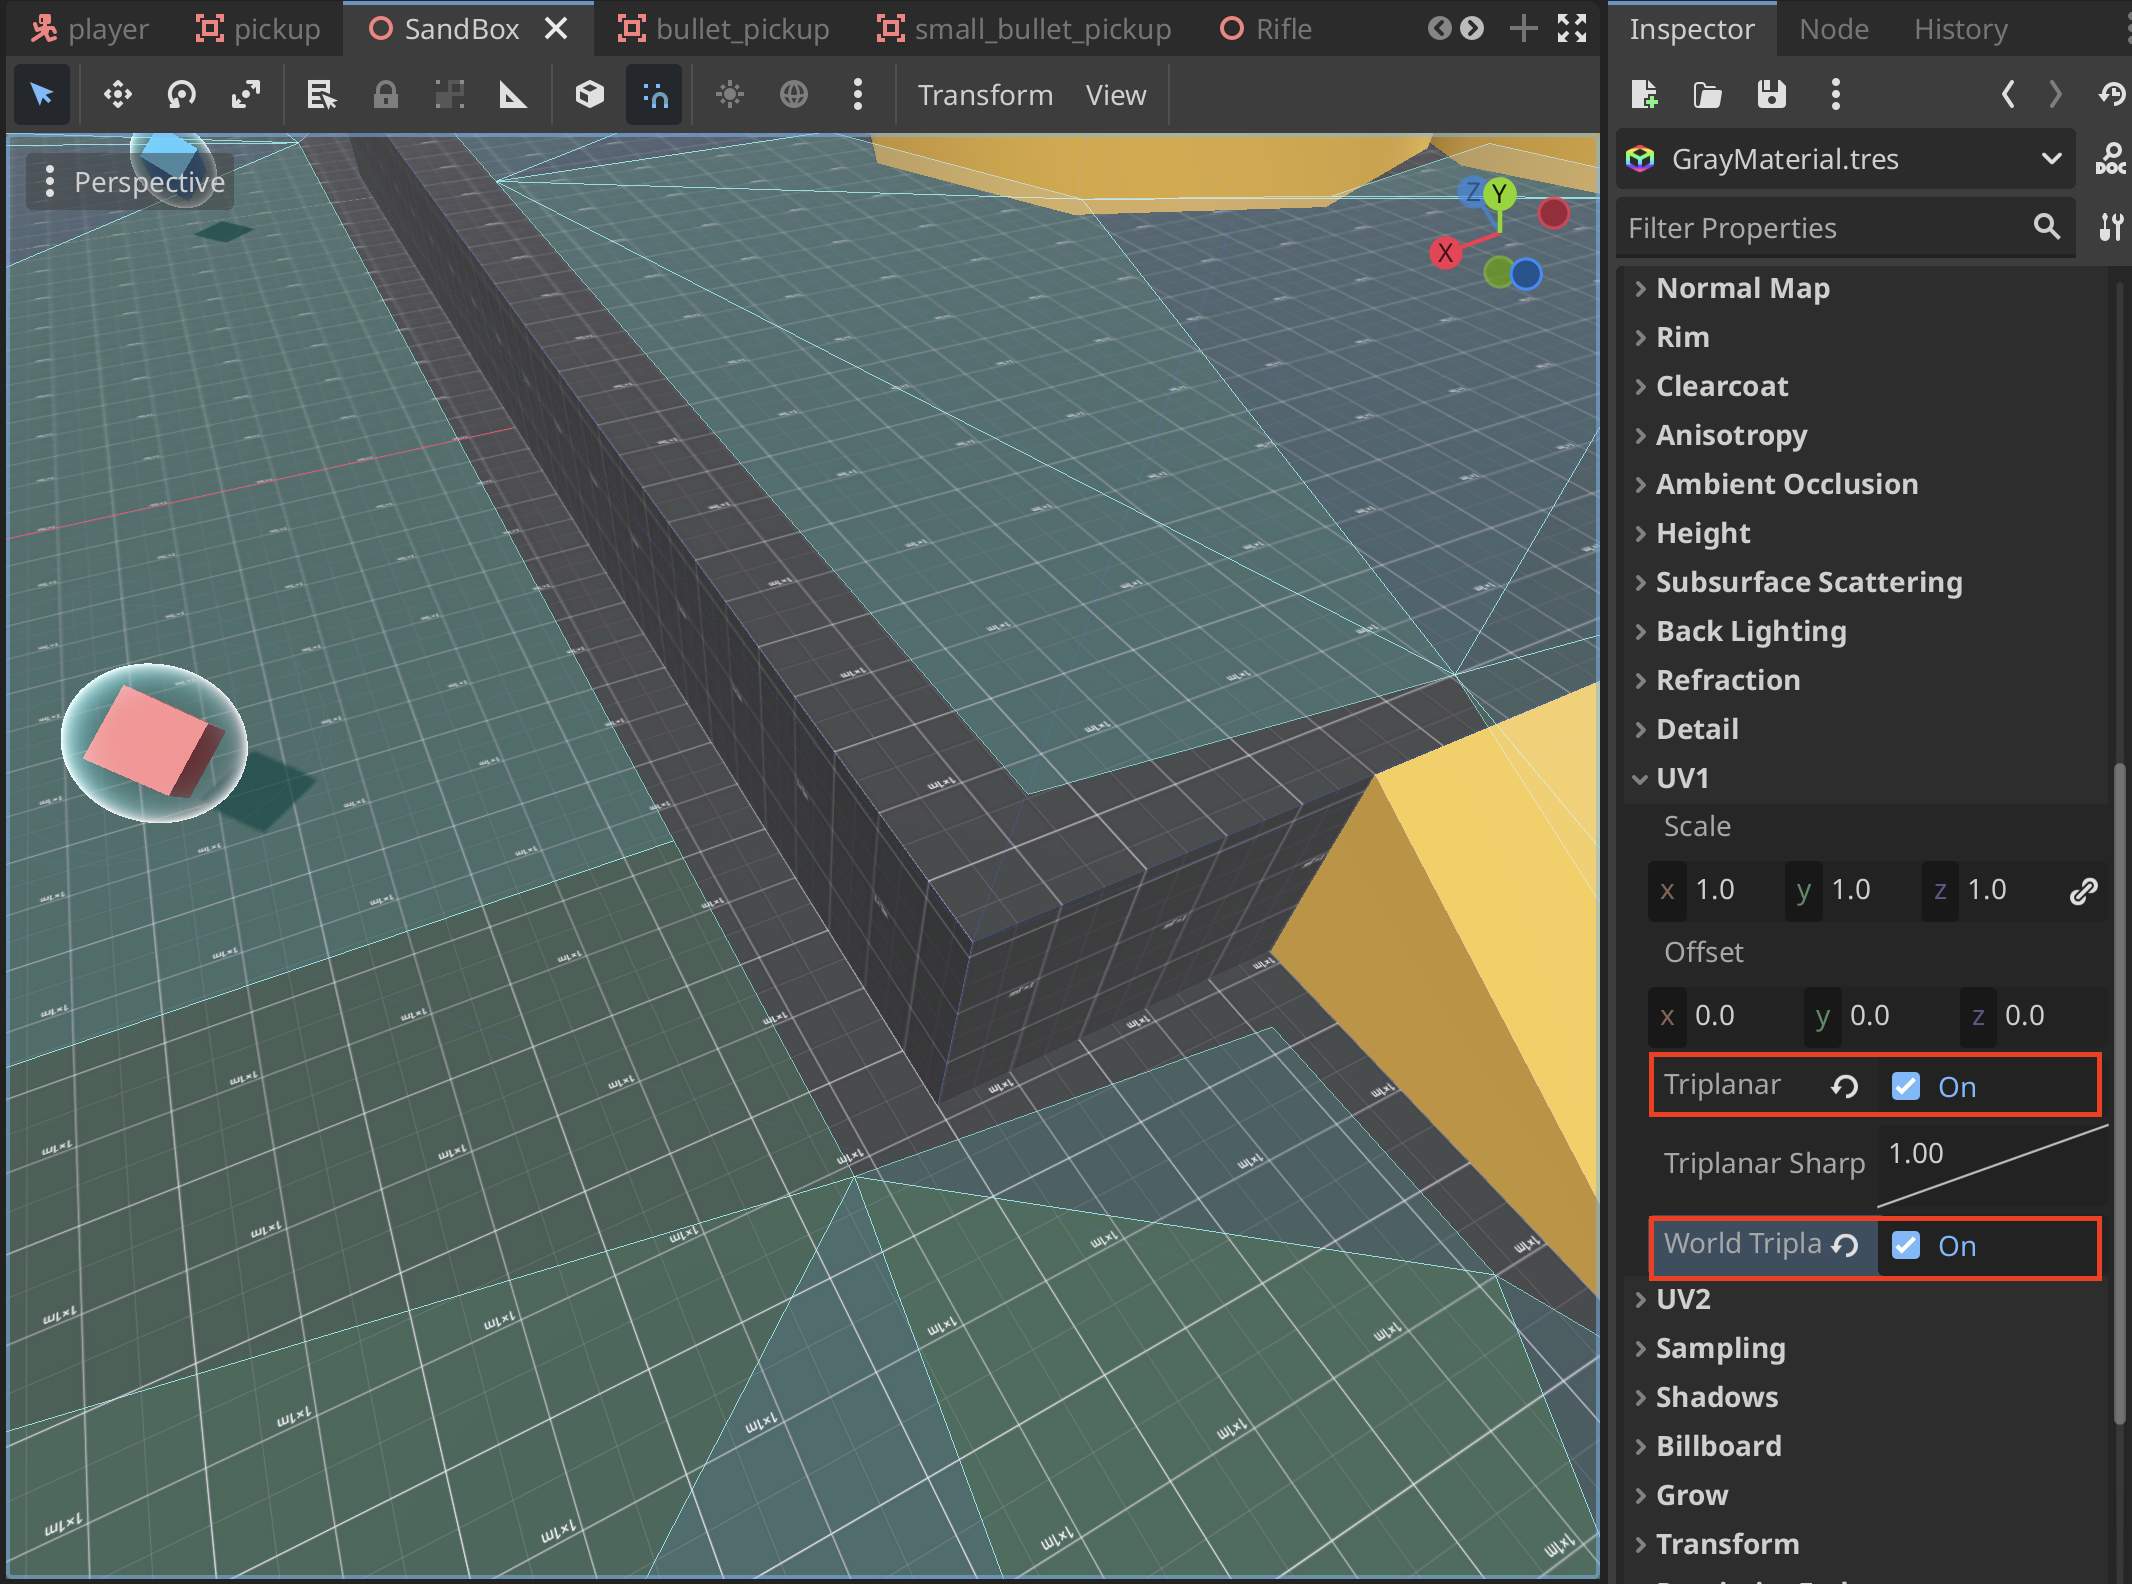 player pickup SandBox bullet_pickup small_bullet_pickup Rifle
Inspector Node History
Transform View
Perspective
Z Y
X
GrayMaterial.tres
DOC
Filter Properties
Normal Map
Rim
Clearcoat
Anisotropy
Ambient Occlusion
Height
Subsurface Scattering
Back Lighting
Refraction
Detail
UV1
Scale
x 1.0 y 1.0 z 1.0
Offset
x 0.0 y 0.0 z 0.0
Triplanar On
Triplanar Sharp 1.00
World Tripla On
UV2
Sampling
Shadows
Billboard
Grow
Transform
1x1m